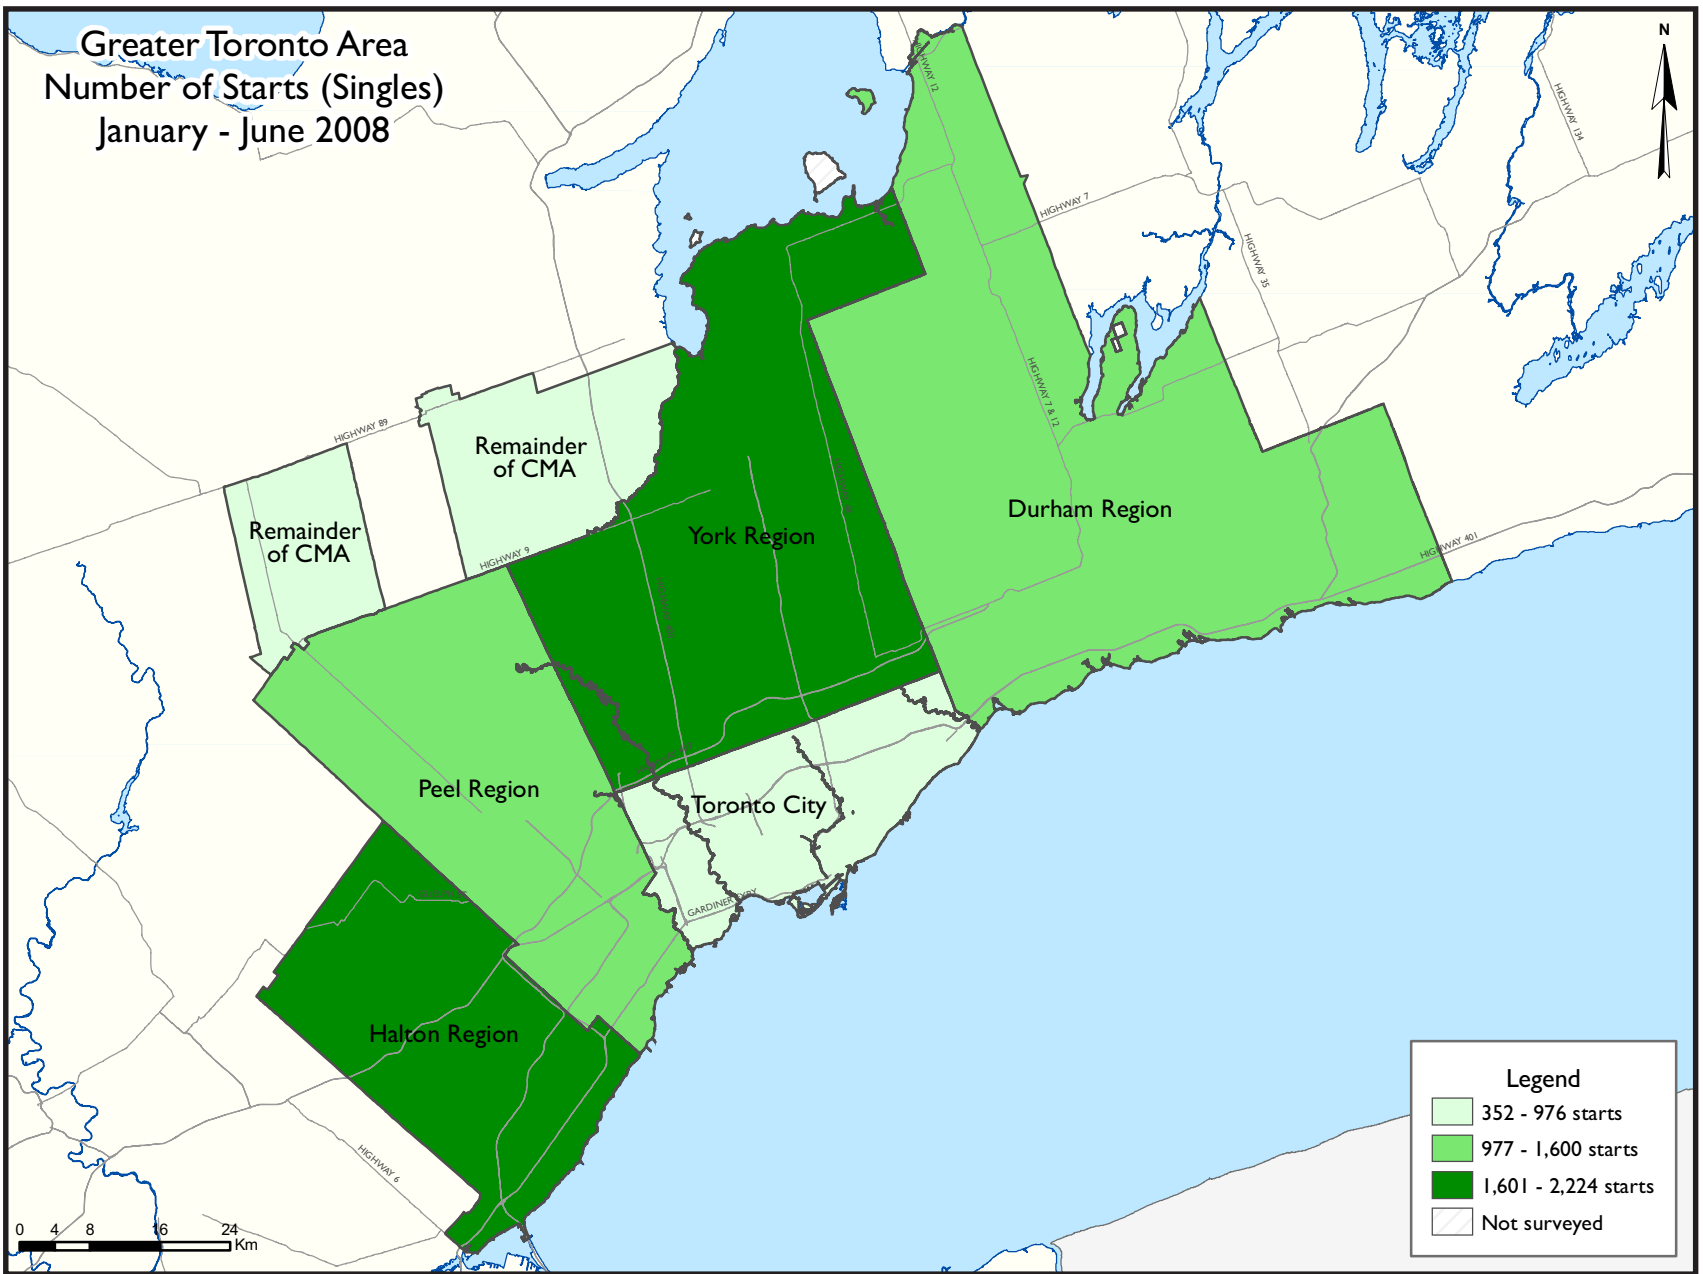 Greater Toronto Area
Number of Starts (Singles)
January - June 2008
N
HIGHWAY 12
HIGHWAY 134
HIGHWAY 7
HIGHWAY 35
HIGHWAY 7 & 12
HIGHWAY 89
Remainder
of CMA
Remainder
of CMA
HIGHWAY 9
York Region
Durham Region
HIGHWAY 401
Peel Region
Toronto City
GARDINER EXPY
Halton Region
HIGHWAY 6
0 4 8 16 24
Km
Legend
352 - 976 starts
977 - 1,600 starts
1,601 - 2,224 starts
Not surveyed